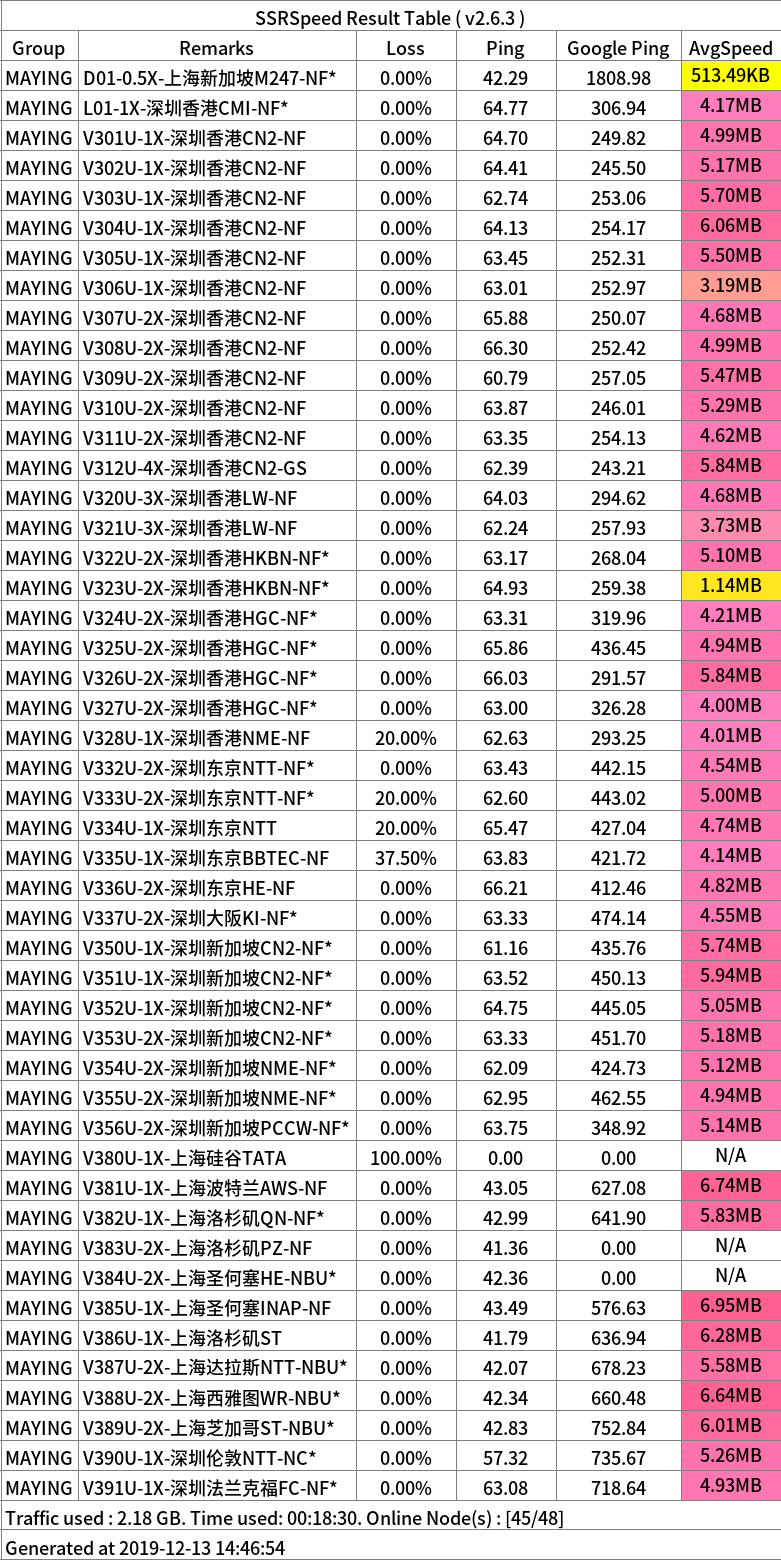 SSRSpeed Result Table ( v2.6.3 )
Group Remarks Loss Ping Google Ping AvgSpeed
MAYING D01-0.5X-上海新加坡M247-NF* 0.00% 42.29 1808.98 513.49KB
MAYING L01-1X-深圳香港CMI-NF* 0.00% 64.77 306.94 4.17MB
MAYING V301U-1X-深圳香港CN2-NF 0.00% 64.70 249.82 4.99MB
MAYING V302U-1X-深圳香港CN2-NF 0.00% 64.41 245.50 5.17MB
MAYING V303U-1X-深圳香港CN2-NF 0.00% 62.74 253.06 5.70MB
MAYING V304U-1X-深圳香港CN2-NF 0.00% 64.13 254.17 6.06MB
MAYING V305U-1X-深圳香港CN2-NF 0.00% 63.45 252.31 5.50MB
MAYING V306U-1X-深圳香港CN2-NF 0.00% 63.01 252.97 3.19MB
MAYING V307U-2X-深圳香港CN2-NF 0.00% 65.88 250.07 4.68MB
MAYING V308U-2X-深圳香港CN2-NF 0.00% 66.30 252.42 4.99MB
MAYING V309U-2X-深圳香港CN2-NF 0.00% 60.79 257.05 5.47MB
MAYING V310U-2X-深圳香港CN2-NF 0.00% 63.87 246.01 5.29MB
MAYING V311U-2X-深圳香港CN2-NF 0.00% 63.35 254.13 4.62MB
MAYING V312U-4X-深圳香港CN2-GS 0.00% 62.39 243.21 5.84MB
MAYING V320U-3X-深圳香港LW-NF 0.00% 64.03 294.62 4.68MB
MAYING V321U-3X-深圳香港LW-NF 0.00% 62.24 257.93 3.73MB
MAYING V322U-2X-深圳香港HKBN-NF* 0.00% 63.17 268.04 5.10MB
MAYING V323U-2X-深圳香港HKBN-NF* 0.00% 64.93 259.38 1.14MB
MAYING V324U-2X-深圳香港HGC-NF* 0.00% 63.31 319.96 4.21MB
MAYING V325U-2X-深圳香港HGC-NF* 0.00% 65.86 436.45 4.94MB
MAYING V326U-2X-深圳香港HGC-NF* 0.00% 66.03 291.57 5.84MB
MAYING V327U-2X-深圳香港HGC-NF* 0.00% 63.00 326.28 4.00MB
MAYING V328U-1X-深圳香港NME-NF 20.00% 62.63 293.25 4.01MB
MAYING V332U-2X-深圳东京NTT-NF* 0.00% 63.43 442.15 4.54MB
MAYING V333U-2X-深圳东京NTT-NF* 20.00% 62.60 443.02 5.00MB
MAYING V334U-1X-深圳东京NTT 20.00% 65.47 427.04 4.74MB
MAYING V335U-1X-深圳东京BBTEC-NF 37.50% 63.83 421.72 4.14MB
MAYING V336U-2X-深圳东京HE-NF 0.00% 66.21 412.46 4.82MB
MAYING V337U-2X-深圳大阪KI-NF* 0.00% 63.33 474.14 4.55MB
MAYING V350U-1X-深圳新加坡CN2-NF* 0.00% 61.16 435.76 5.74MB
MAYING V351U-1X-深圳新加坡CN2-NF* 0.00% 63.52 450.13 5.94MB
MAYING V352U-1X-深圳新加坡CN2-NF* 0.00% 64.75 445.05 5.05MB
MAYING V353U-2X-深圳新加坡CN2-NF* 0.00% 63.33 451.70 5.18MB
MAYING V354U-2X-深圳新加坡NME-NF* 0.00% 62.09 424.73 5.12MB
MAYING V355U-2X-深圳新加坡NME-NF* 0.00% 62.95 462.55 4.94MB
MAYING V356U-2X-深圳新加坡PCCW-NF* 0.00% 63.75 348.92 5.14MB
MAYING V380U-1X-上海硅谷TATA 100.00% 0.00 0.00 N/A
MAYING V381U-1X-上海波特兰AWS-NF 0.00% 43.05 627.08 6.74MB
MAYING V382U-1X-上海洛杉矶QN-NF* 0.00% 42.99 641.90 5.83MB
MAYING V383U-2X-上海洛杉矶PZ-NF 0.00% 41.36 0.00 N/A
MAYING V384U-2X-上海圣何塞HE-NBU* 0.00% 42.36 0.00 N/A
MAYING V385U-1X-上海圣何塞INAP-NF 0.00% 43.49 576.63 6.95MB
MAYING V386U-1X-上海洛杉矶ST 0.00% 41.79 636.94 6.28MB
MAYING V387U-2X-上海达拉斯NTT-NBU* 0.00% 42.07 678.23 5.58MB
MAYING V388U-2X-上海西雅图WR-NBU* 0.00% 42.34 660.48 6.64MB
MAYING V389U-2X-上海芝加哥ST-NBU* 0.00% 42.83 752.84 6.01MB
MAYING V390U-1X-深圳伦敦NTT-NC* 0.00% 57.32 735.67 5.26MB
MAYING V391U-1X-深圳法兰克福FC-NF* 0.00% 63.08 718.64 4.93MB
Traffic used : 2.18 GB. Time used: 00:18:30. Online Node(s) : [45/48]
Generated at 2019-12-13 14:46:54